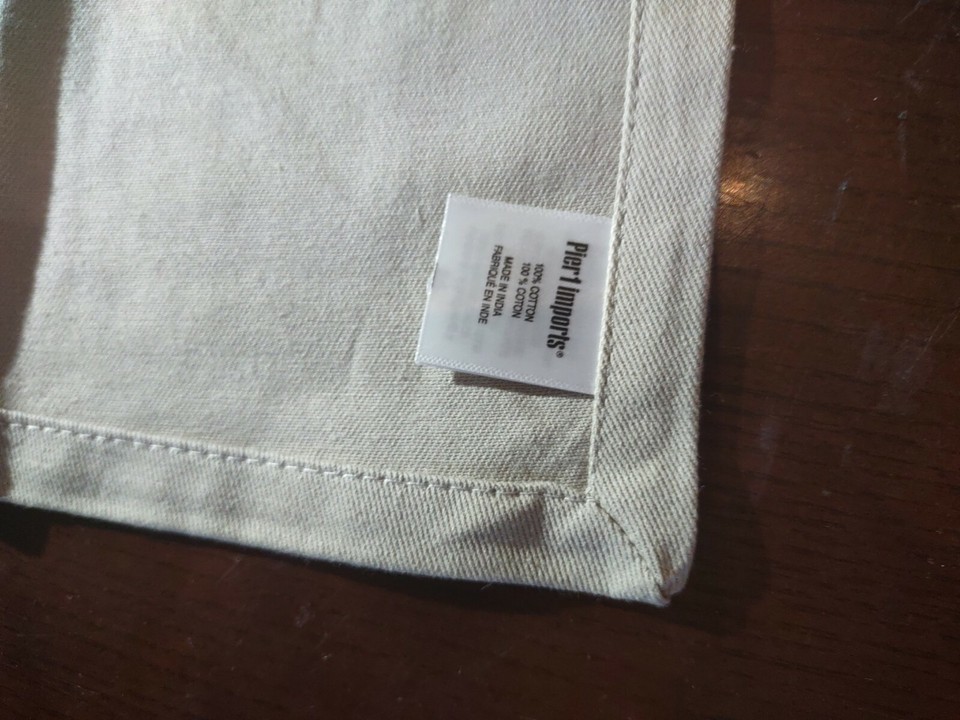 Pier 1 imports®
100% COTTON
100 % COTON
MADE IN INDIA
FABRIQUÉ EN INDE